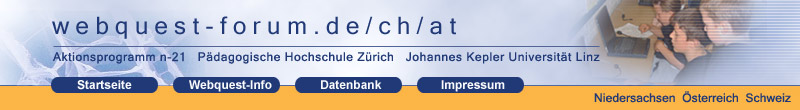 webquest-forum.de/ch/at
Aktionsprogramm n-21 Pädagogische Hochschule Zürich Johannes Kepler Universität Linz
Startseite Webquest-Info Datenbank Impressum
Niedersachsen Österreich Schweiz